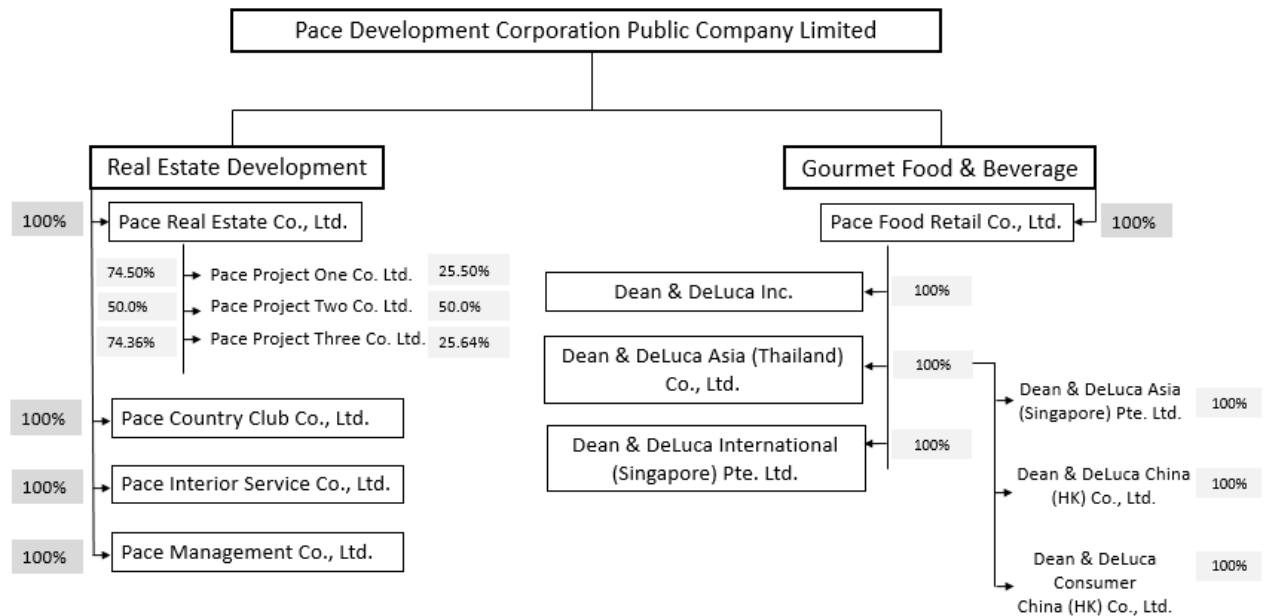 Pace Development Corporation Public Company Limited
Real Estate Development
100%
Pace Real Estate Co., Ltd.
74.50%
Pace Project One Co. Ltd.
25.50%
50.0%
Pace Project Two Co. Ltd.
50.0%
74.36%
Pace Project Three Co. Ltd.
25.64%
100%
Pace Country Club Co., Ltd.
100%
Pace Interior Service Co., Ltd.
100%
Pace Management Co., Ltd.
Gourmet Food & Beverage
Pace Food Retail Co., Ltd.
100%
Dean & DeLuca Inc.
100%
Dean & DeLuca Asia (Thailand)
Co., Ltd.
100%
Dean & DeLuca International
(Singapore) Pte. Ltd.
100%
Dean & DeLuca Asia
(Singapore) Pte. Ltd.
100%
Dean & DeLuca China
(HK) Co., Ltd.
100%
Dean & DeLuca
Consumer
China (HK) Co., Ltd.
100%